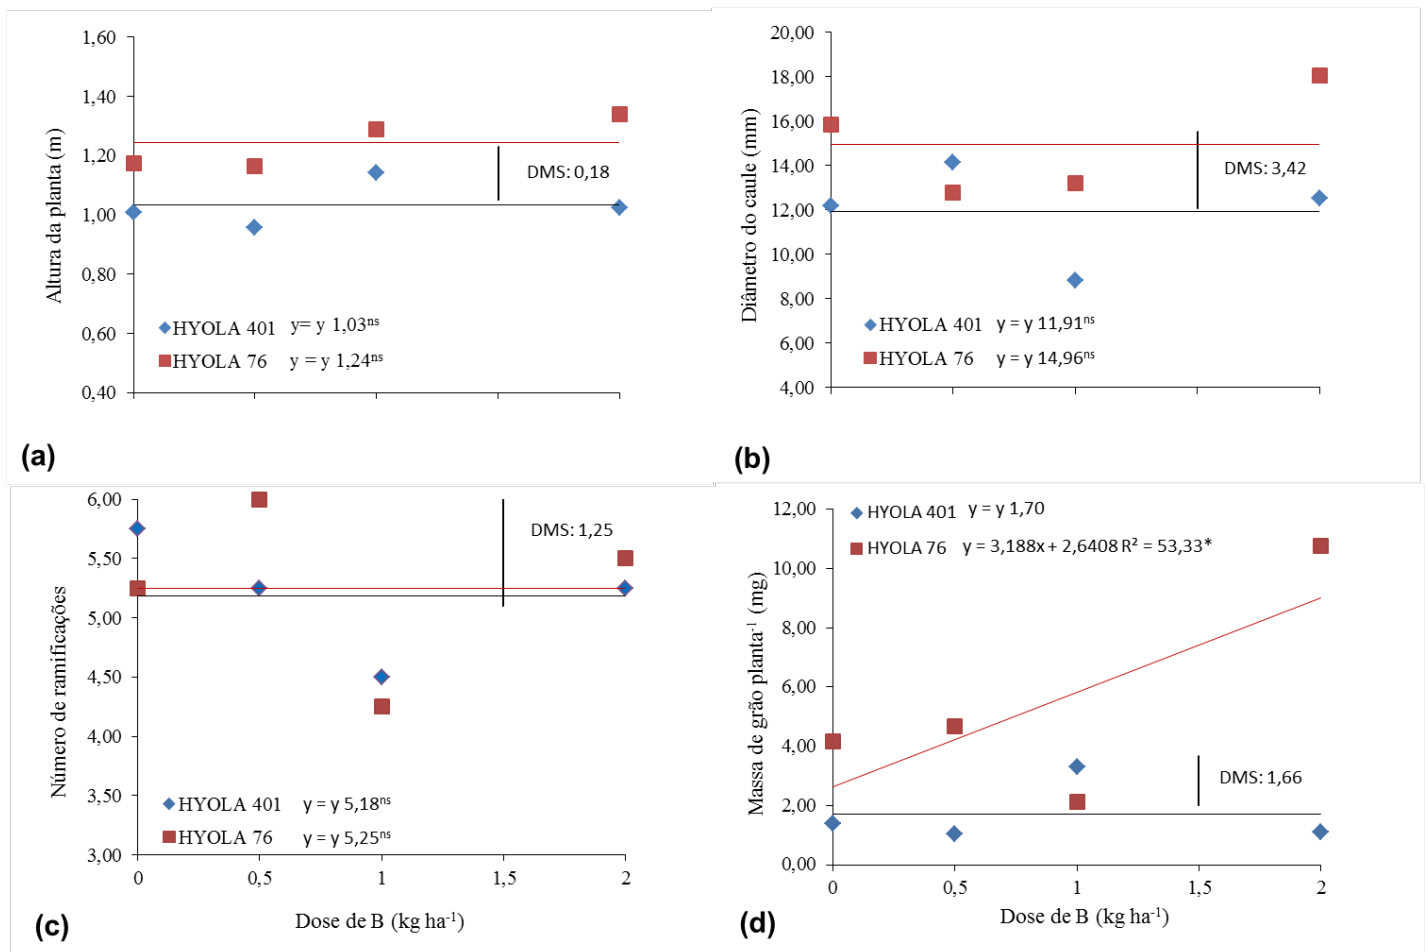 1,60
1,40
1,20
1,00
0,80
0,60
0,40
Altura da planta (m)
DMS: 0,18
HYOLA 401 y= y 1,03ⁿˢ
HYOLA 76 y = y 1,24ⁿˢ
(a)
20,00
18,00
16,00
14,00
12,00
10,00
8,00
6,00
4,00
Diâmetro do caule (mm)
DMS: 3,42
HYOLA 401 y = y 11,91ⁿˢ
HYOLA 76 y = y 14,96ⁿˢ
(b)
6,00
5,50
5,00
4,50
4,00
3,50
3,00
Número de ramificações
DMS: 1,25
HYOLA 401 y = y 5,18ⁿˢ
HYOLA 76 y = y 5,25ⁿˢ
0 0,5 1 1,5 2
Dose de B (kg ha⁻¹)
(c)
12,00
10,00
8,00
6,00
4,00
2,00
0,00
Massa de grão planta⁻¹ (mg)
HYOLA 401 y = y 1,70
HYOLA 76 y = 3,188x + 2,6408 R² = 53,33*
DMS: 1,66
0 0,5 1 1,5 2
Dose de B (kg ha⁻¹)
(d)